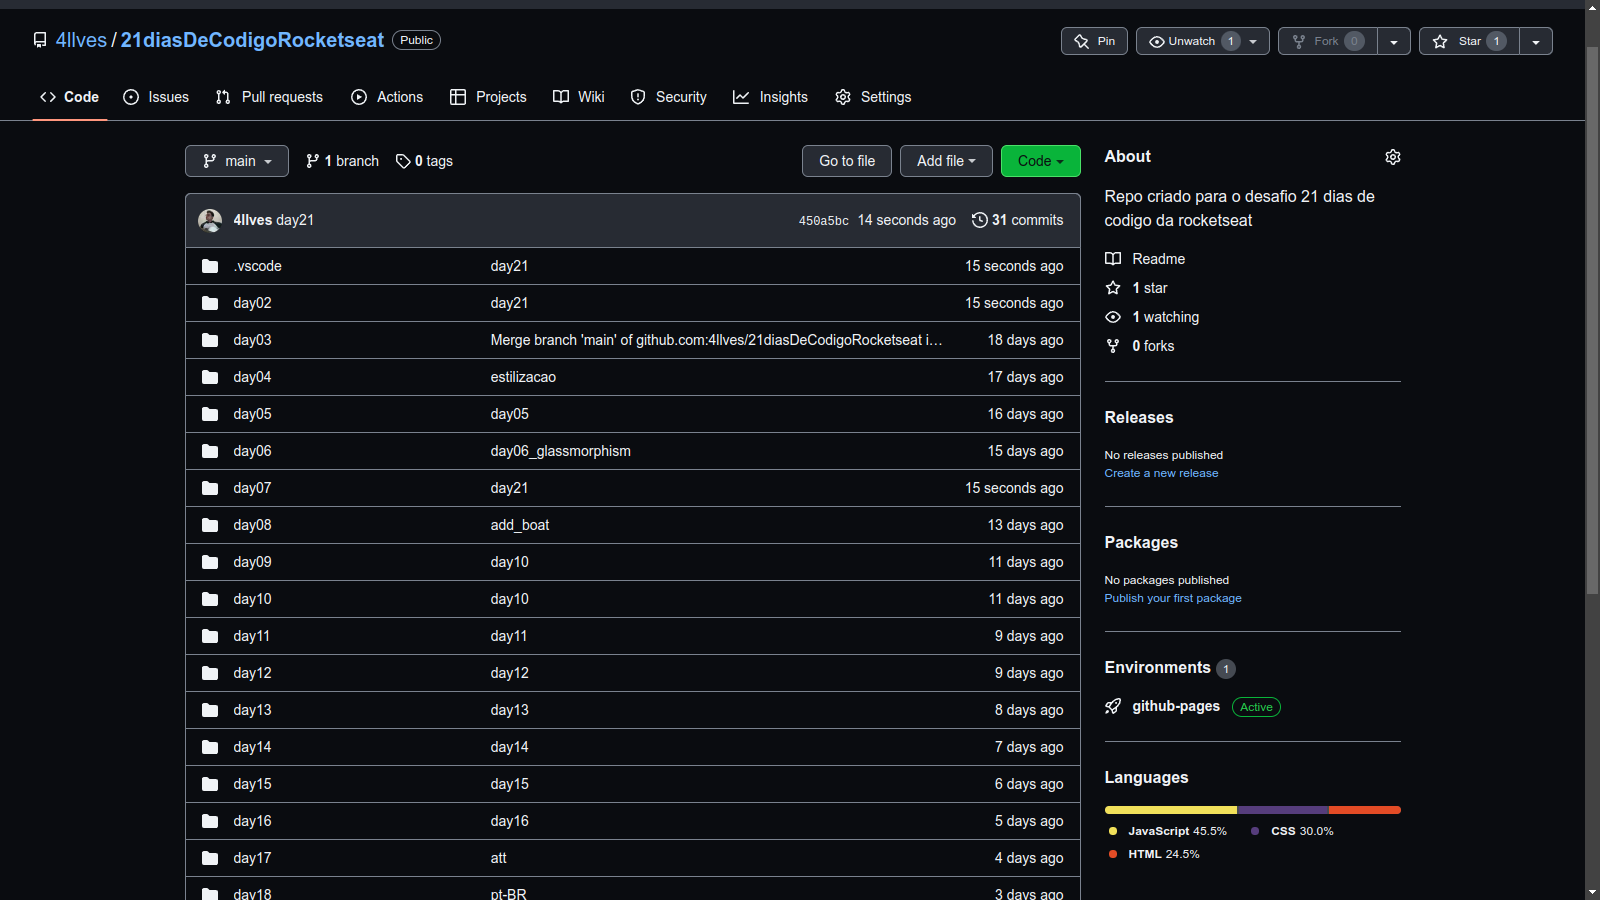 4llves / 21diasDeCodigoRocketseat Public
Pin
Unwatch 1
Fork 0
Star 1
Code Issues Pull requests Actions Projects Wiki Security Insights Settings
main 1 branch 0 tags
Go to file Add file Code
4llves day21 450a5bc 14 seconds ago 31 commits
.vscode day21 15 seconds ago
day02 day21 15 seconds ago
day03 Merge branch 'main' of github.com:4llves/21diasDeCodigoRocketseat i… 18 days ago
day04 estilizacao 17 days ago
day05 day05 16 days ago
day06 day06_glassmorphism 15 days ago
day07 day21 15 seconds ago
day08 add_boat 13 days ago
day09 day10 11 days ago
day10 day10 11 days ago
day11 day11 9 days ago
day12 day12 9 days ago
day13 day13 8 days ago
day14 day14 7 days ago
day15 day15 6 days ago
day16 day16 5 days ago
day17 att 4 days ago
day18 pt-BR 3 days ago
About
Repo criado para o desafio 21 dias de
codigo da rocketseat
Readme
1 star
1 watching
0 forks
Releases
No releases published
Create a new release
Packages
No packages published
Publish your first package
Environments 1
github-pages Active
Languages
JavaScript 45.5% CSS 30.0%
HTML 24.5%